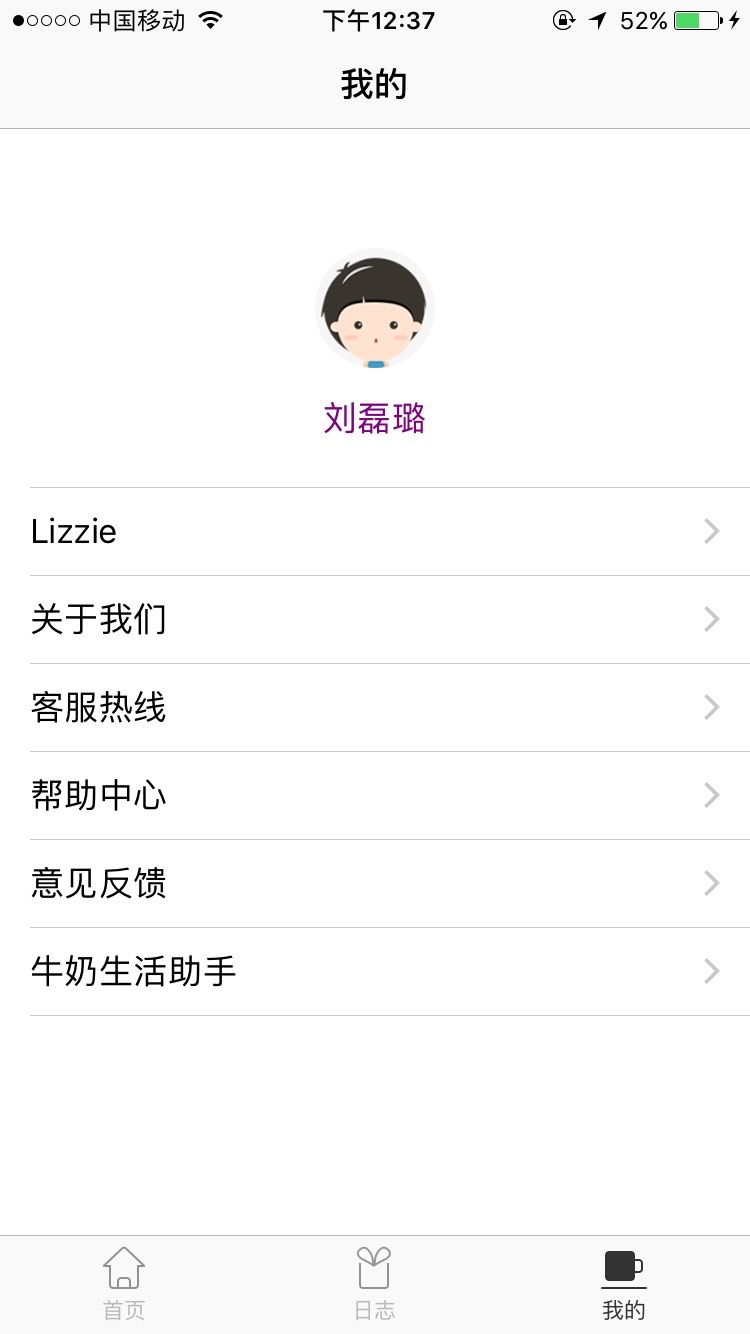 中国移动 下午12:37 52%
我的
刘磊璐
Lizzie
关于我们
客服热线
帮助中心
意见反馈
牛奶生活助手
首页 日志 我的